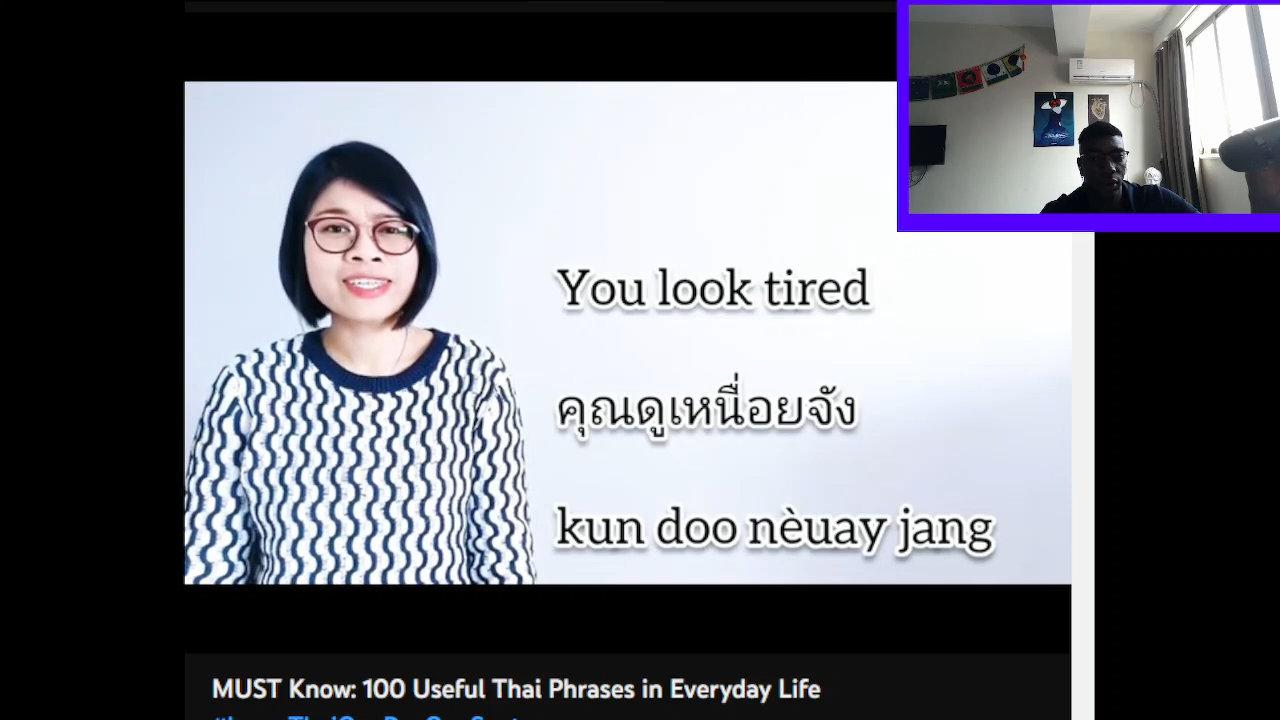 You look tired
คุณดูเหนื่อยจัง
kun doo nèuay jang
MUST Know: 100 Useful Thai Phrases in Everyday Life